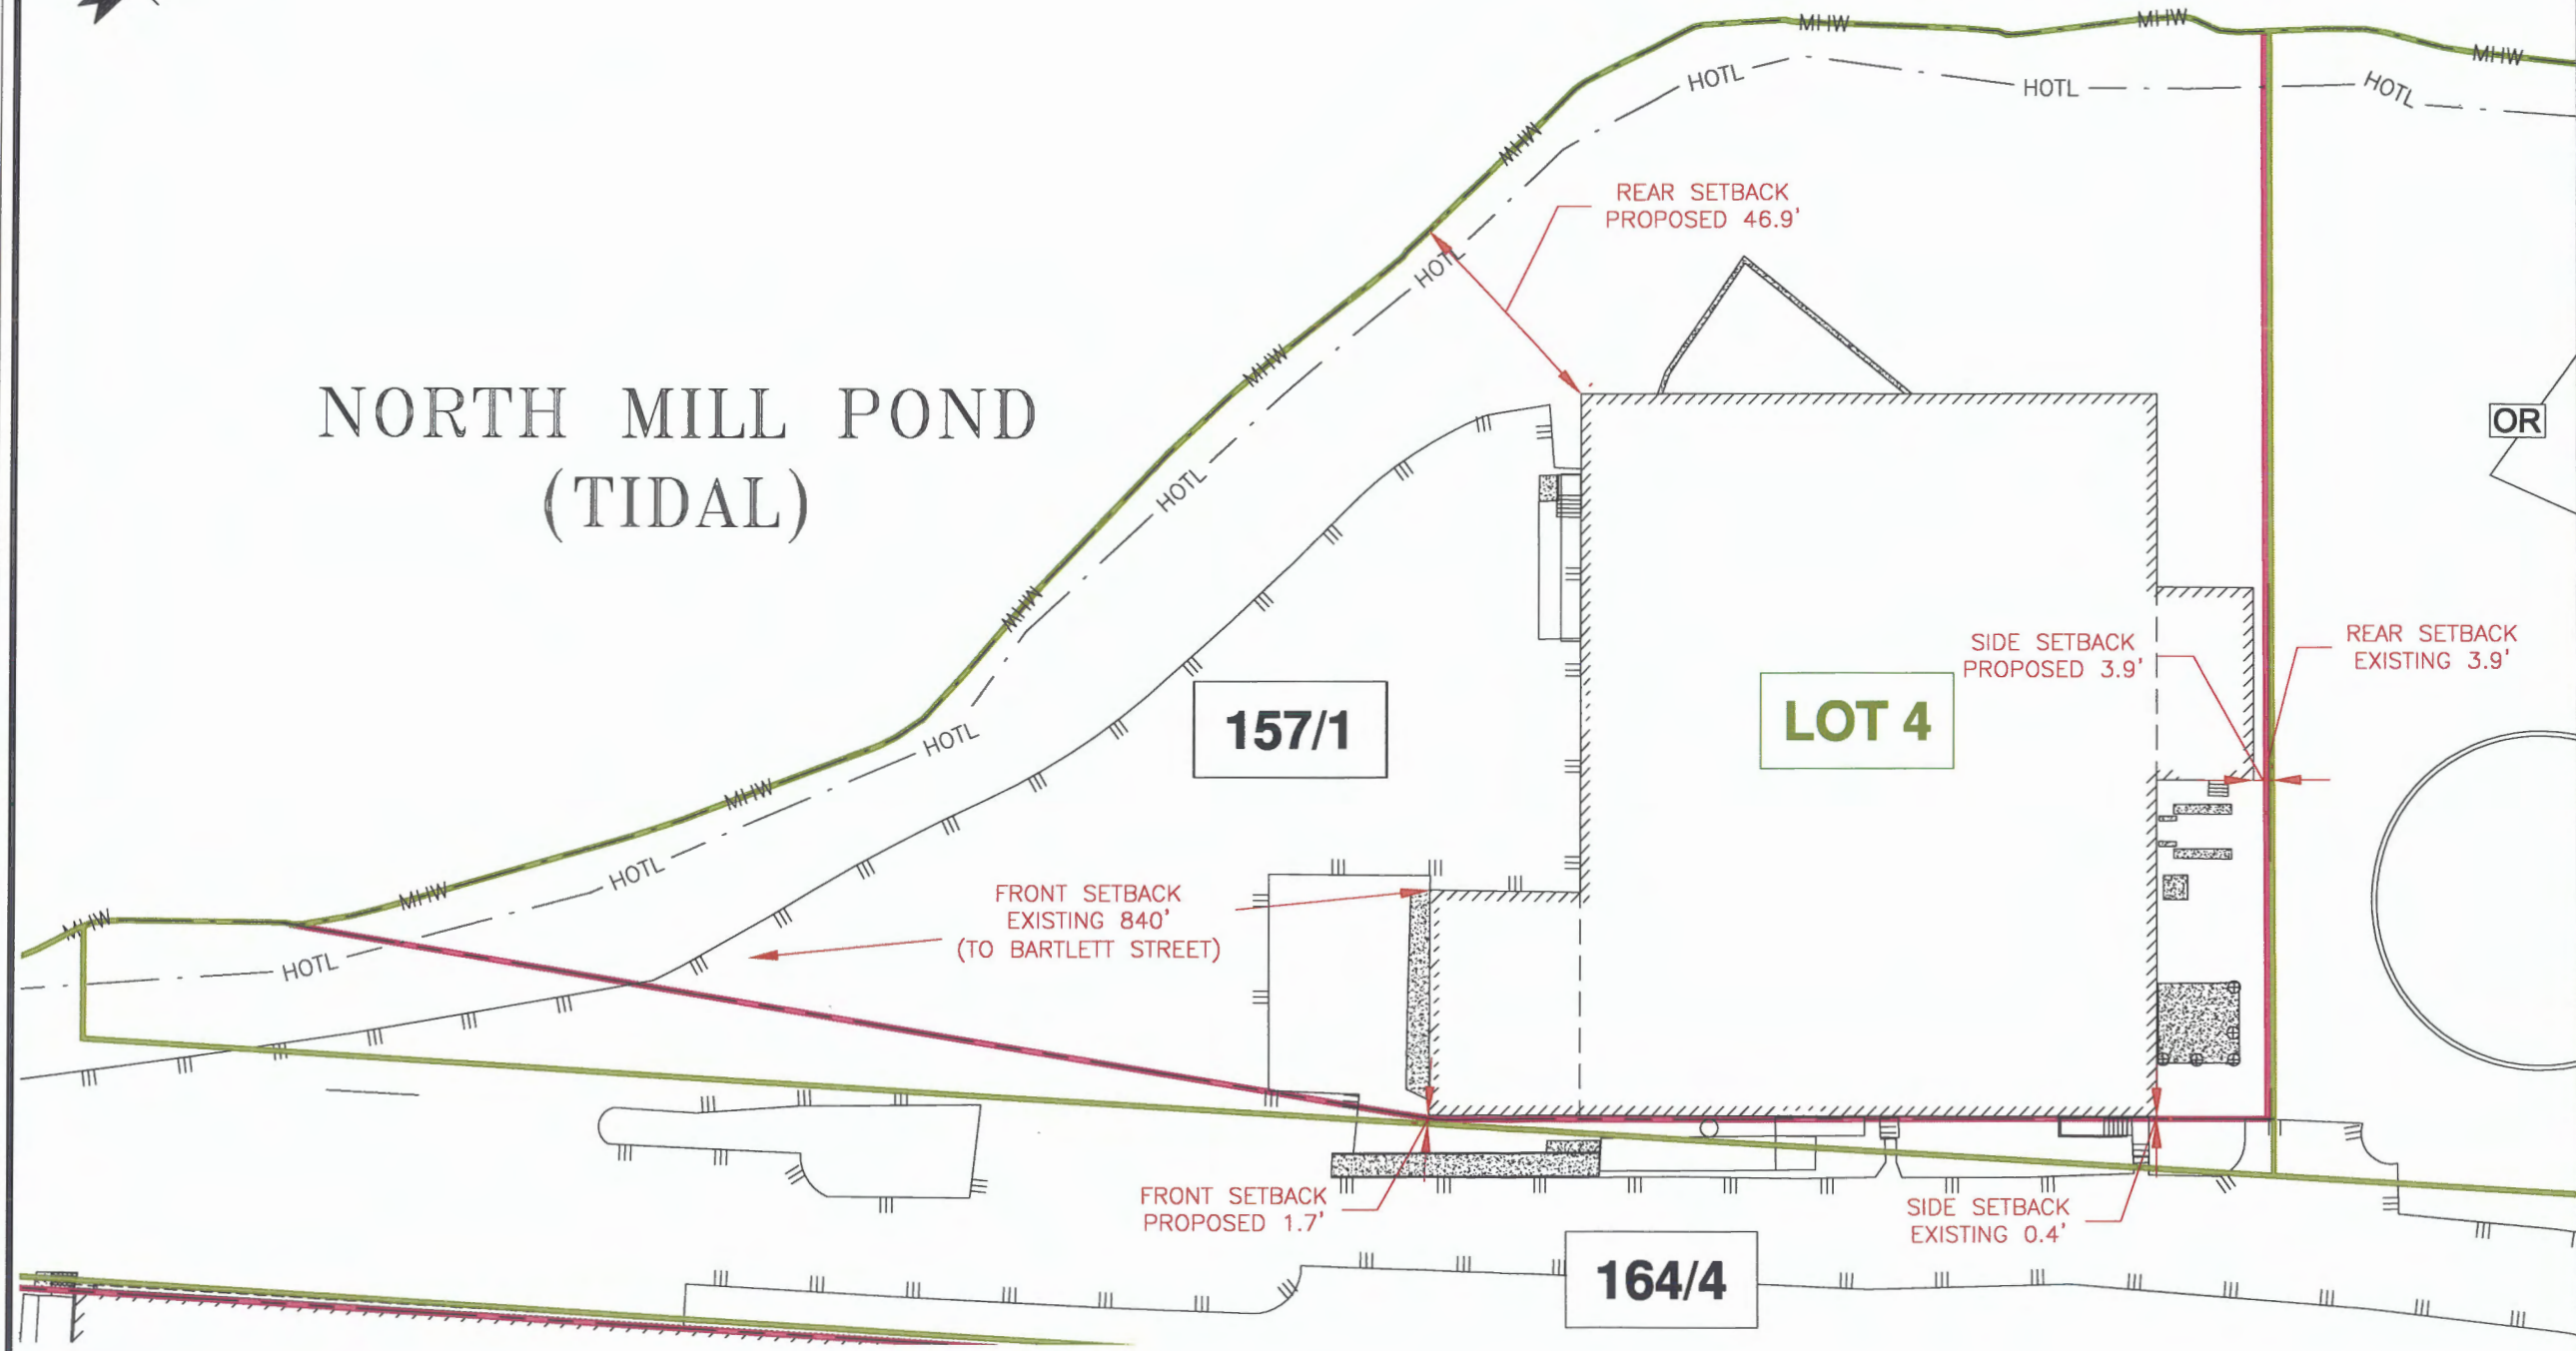 MHW
MHW
MHW
HOTL
HOTL
HOTL
MHW
REAR SETBACK
PROPOSED 46.9'
HOTL
MHW
NORTH MILL POND
(TIDAL)
OR
HOTL
MHW
SIDE SETBACK
PROPOSED 3.9'
REAR SETBACK
EXISTING 3.9'
157/1
LOT 4
HOTL
MHW
HOTL
MHW
MHW
FRONT SETBACK
EXISTING 840'
(TO BARTLETT STREET)
HOTL
FRONT SETBACK
PROPOSED 1.7'
SIDE SETBACK
EXISTING 0.4'
164/4